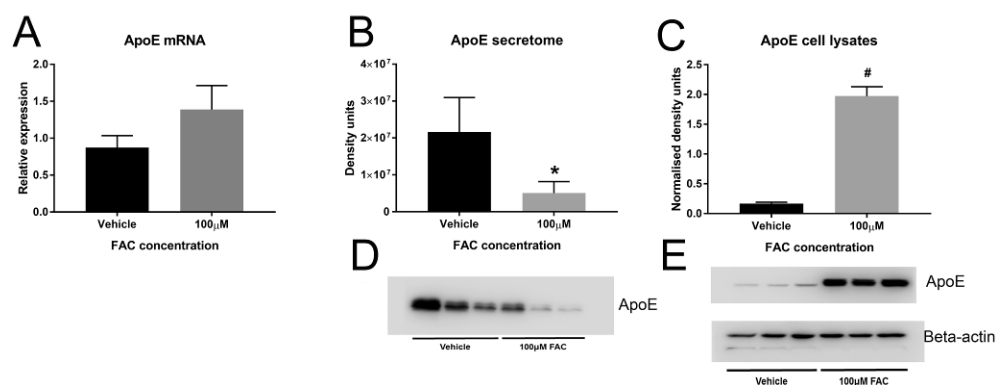 A
ApoE mRNA
Relative expression
2.0
1.5
1.0
0.5
0.0
Vehicle
100μM
FAC concentration
B
ApoE secretome
Density units
4×10⁷
3×10⁷
2×10⁷
1×10⁷
0
*
Vehicle
100μM
FAC concentration
C
ApoE cell lysates
Normalised density units
2.5
2.0
1.5
1.0
0.5
0.0
#
Vehicle
100μM
FAC concentration
D
ApoE
Vehicle
100μM FAC
E
ApoE
Beta-actin
Vehicle
100μM FAC